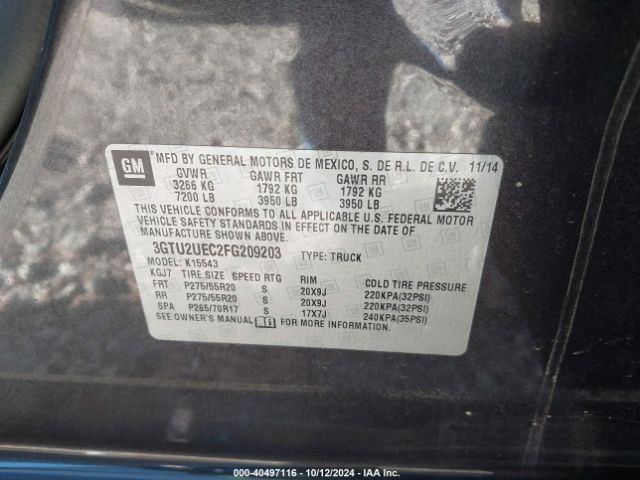 GM MFD BY GENERAL MOTORS DE MEXICO, S. DE R.L. DE C.V. 11/14
GVWR GAWR FRT GAWR RR
3266 KG 1792 KG 1792 KG
7200 LB 3950 LB 3950 LB
THIS VEHICLE CONFORMS TO ALL APPLICABLE U.S. FEDERAL MOTOR
VEHICLE SAFETY STANDARDS IN EFFECT ON THE DATE OF
MANUFACTURE SHOWN ABOVE.
3GTU2UEC2FG209203 TYPE: TRUCK
MODEL: K15543
KGJ7 TIRE SIZE SPEED RTG RIM COLD TIRE PRESSURE
FRT P275/55R20 S 20X9J 220KPA(32PSI)
RR P275/55R20 S 20X9J 220KPA(32PSI)
SPA P265/70R17 S 17X7J 240KPA(35PSI)
SEE OWNER'S MANUAL FOR MORE INFORMATION.
000-40497116 - 10/12/2024 - IAA Inc.